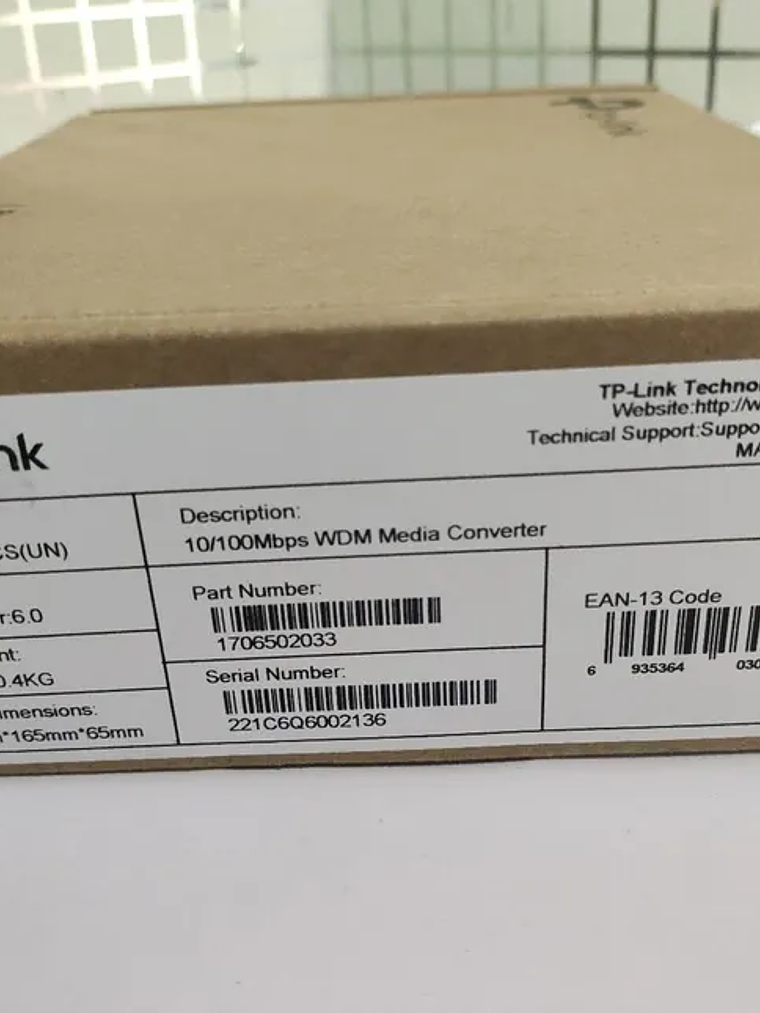 TP-Link Techno
Website:http://w
Technical Support:Suppo
MA
nk
CS(UN)
Description:
10/100Mbps WDM Media Converter
r:6.0
Part Number:
1706502033
EAN-13 Code
6 935364 030
nt:
0.4KG
Serial Number:
221C6Q6002136
imensions:
*165mm*65mm